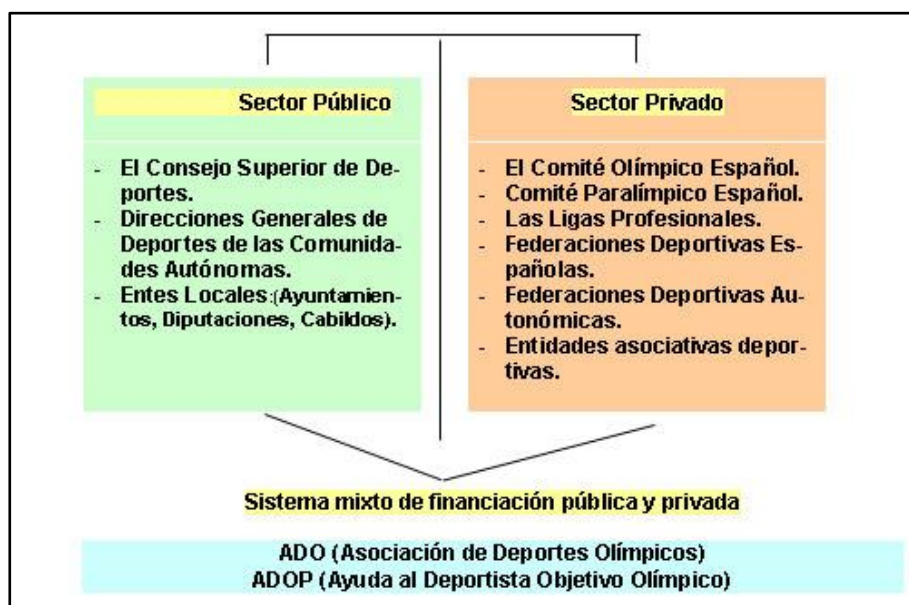 Sector Público
- El Consejo Superior de De-
portes.
- Direcciones Generales de
Deportes de las Comunida-
des Autónomas.
- Entes Locales:(Ayuntamien-
tos, Diputaciones, Cabildos).
Sector Privado
- El Comité Olímpico Español.
- Comité Paralímpico Español.
- Las Ligas Profesionales.
- Federaciones Deportivas Es-
pañolas.
- Federaciones Deportivas Au-
tonómicas.
- Entidades asociativas depor-
tivas.
Sistema mixto de financiación pública y privada
ADO (Asociación de Deportes Olímpicos)
ADOP (Ayuda al Deportista Objetivo Olímpico)